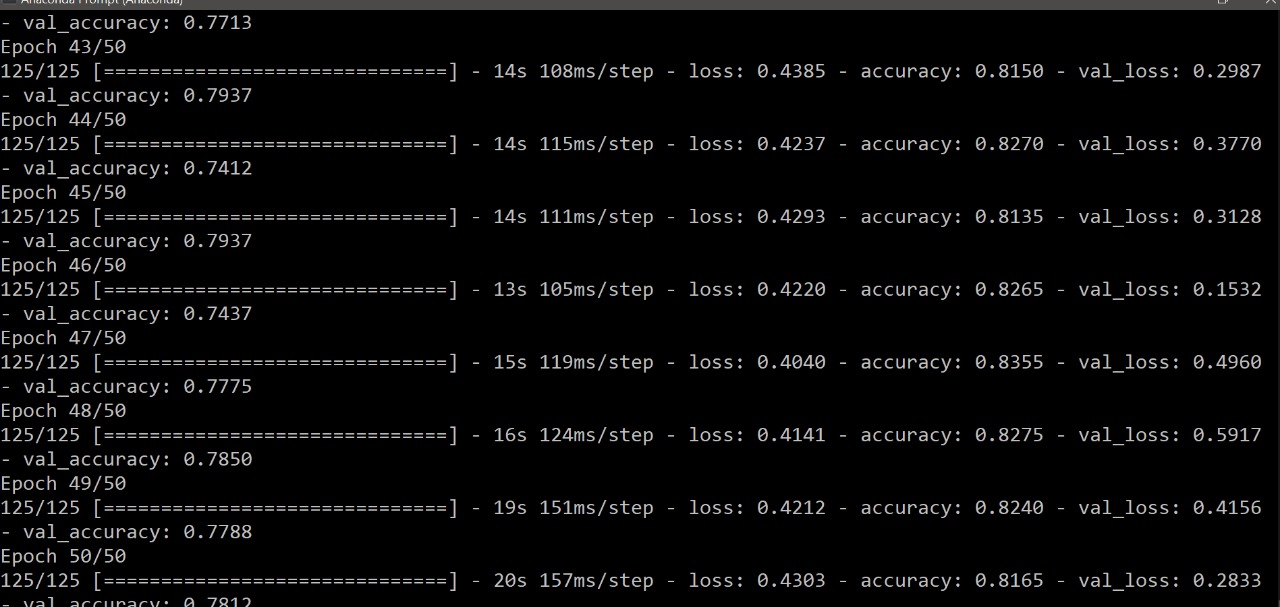 Anaconda Prompt (Anaconda)
- val_accuracy: 0.7713
Epoch 43/50
125/125 [==============================] - 14s 108ms/step - loss: 0.4385 - accuracy: 0.8150 - val_loss: 0.2987
- val_accuracy: 0.7937
Epoch 44/50
125/125 [==============================] - 14s 115ms/step - loss: 0.4237 - accuracy: 0.8270 - val_loss: 0.3770
- val_accuracy: 0.7412
Epoch 45/50
125/125 [==============================] - 14s 111ms/step - loss: 0.4293 - accuracy: 0.8135 - val_loss: 0.3128
- val_accuracy: 0.7937
Epoch 46/50
125/125 [==============================] - 13s 105ms/step - loss: 0.4220 - accuracy: 0.8265 - val_loss: 0.1532
- val_accuracy: 0.7437
Epoch 47/50
125/125 [==============================] - 15s 119ms/step - loss: 0.4040 - accuracy: 0.8355 - val_loss: 0.4960
- val_accuracy: 0.7775
Epoch 48/50
125/125 [==============================] - 16s 124ms/step - loss: 0.4141 - accuracy: 0.8275 - val_loss: 0.5917
- val_accuracy: 0.7850
Epoch 49/50
125/125 [==============================] - 19s 151ms/step - loss: 0.4212 - accuracy: 0.8240 - val_loss: 0.4156
- val_accuracy: 0.7788
Epoch 50/50
125/125 [==============================] - 20s 157ms/step - loss: 0.4303 - accuracy: 0.8165 - val_loss: 0.2833
- val_accuracy: 0.7812